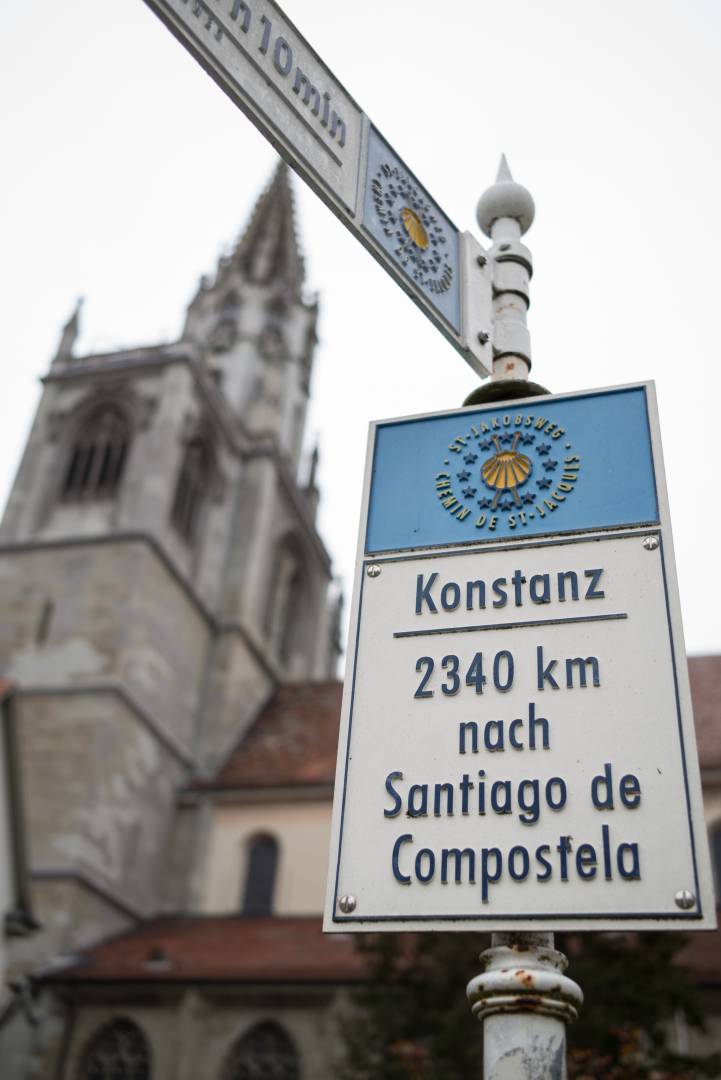 10min
ST-JAKOBSWEG
CHEMIN DE ST-JACQUES
Konstanz
2340 km
nach
Santiago de
Compostela